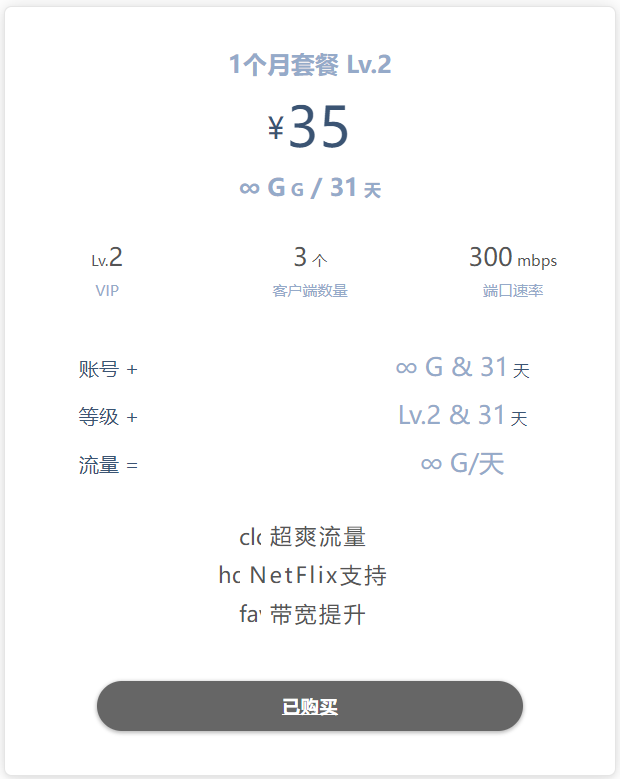 1个月套餐 Lv.2
¥35
∞ G G / 31 天
Lv.2 3 个 300 mbps
VIP 客户端数量 端口速率
账号 + ∞ G & 31 天
等级 + Lv.2 & 31 天
流量 = ∞ G/天
clo 超爽流量
ho NetFlix支持
fav 带宽提升
已购买